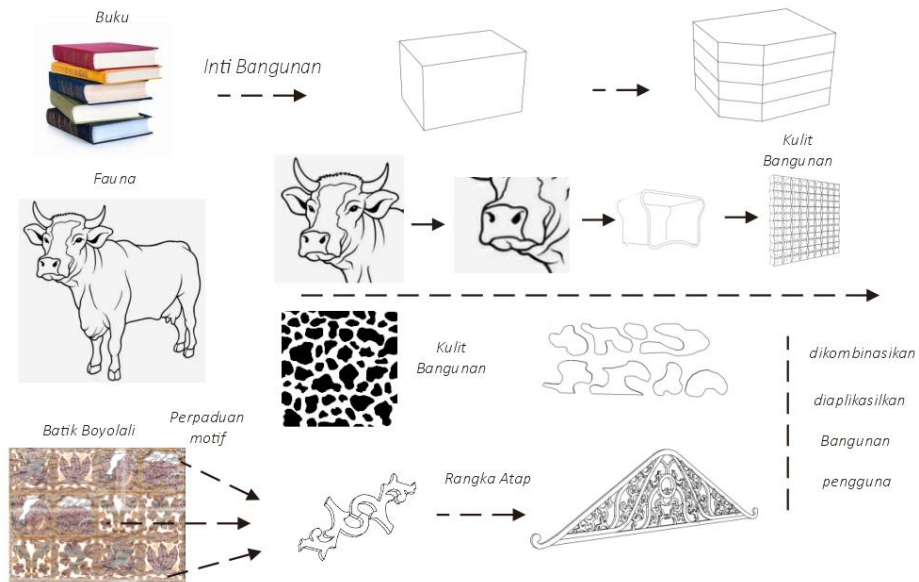 Buku
Inti Bangunan
Kulit
Bangunan
Fauna
Kulit
Bangunan
dikombinasikan
diaplikasilkan
Bangunan
pengguna
Perpaduan
motif
Batik Boyolali
Rangka Atap